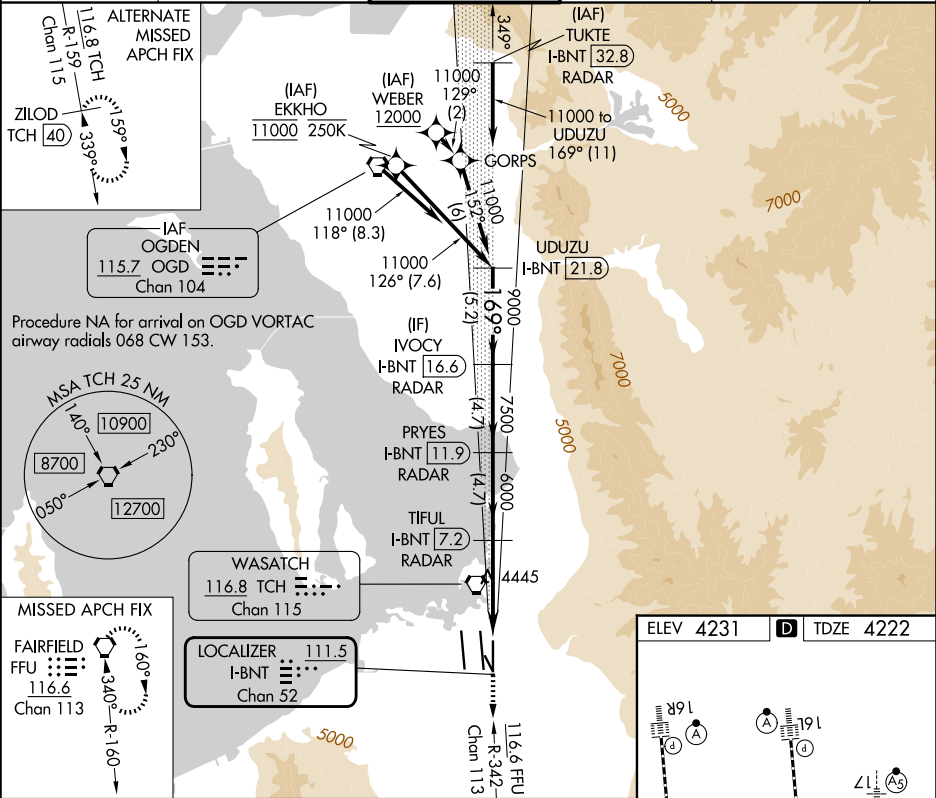 ALTERNATE
MISSED
APCH FIX
116.8 TCH
R-159
Chan 115
ZILOD
TCH 40
159°
339°
(IAF)
EKKHO
11000 250K
(IAF)
WEBER
12000
11000
129°
(2)
349°
(IAF)
TUKTE
I-BNT 32.8
RADAR
11000 to
UDUZU
169° (11)
GORPS
5000
7000
11000
152°
(6)
11000
118° (8.3)
11000
126° (7.6)
IAF
OGDEN
115.7 OGD
Chan 104
UDUZU
I-BNT 21.8
Procedure NA for arrival on OGD VORTAC
airway radials 068 CW 153.
169°
9000
(5.2)
(IF)
IVOCY
I-BNT 16.6
RADAR
7000
5000
7500
(4.7)
PRYES
I-BNT 11.9
RADAR
6000
(4.7)
TIFUL
I-BNT 7.2
RADAR
MSA TCH 25 NM
140°
10900
230°
8700
050°
12700
WASATCH
116.8 TCH
Chan 115
4445
MISSED APCH FIX
FAIRFIELD
FFU
116.6
Chan 113
160°
340°
R-160
LOCALIZER 111.5
I-BNT
Chan 52
5000
116.6 FFU
R-342
Chan 113
ELEV 4231 D TDZE 4222
16R
A
P
A
16L
P
17
A5